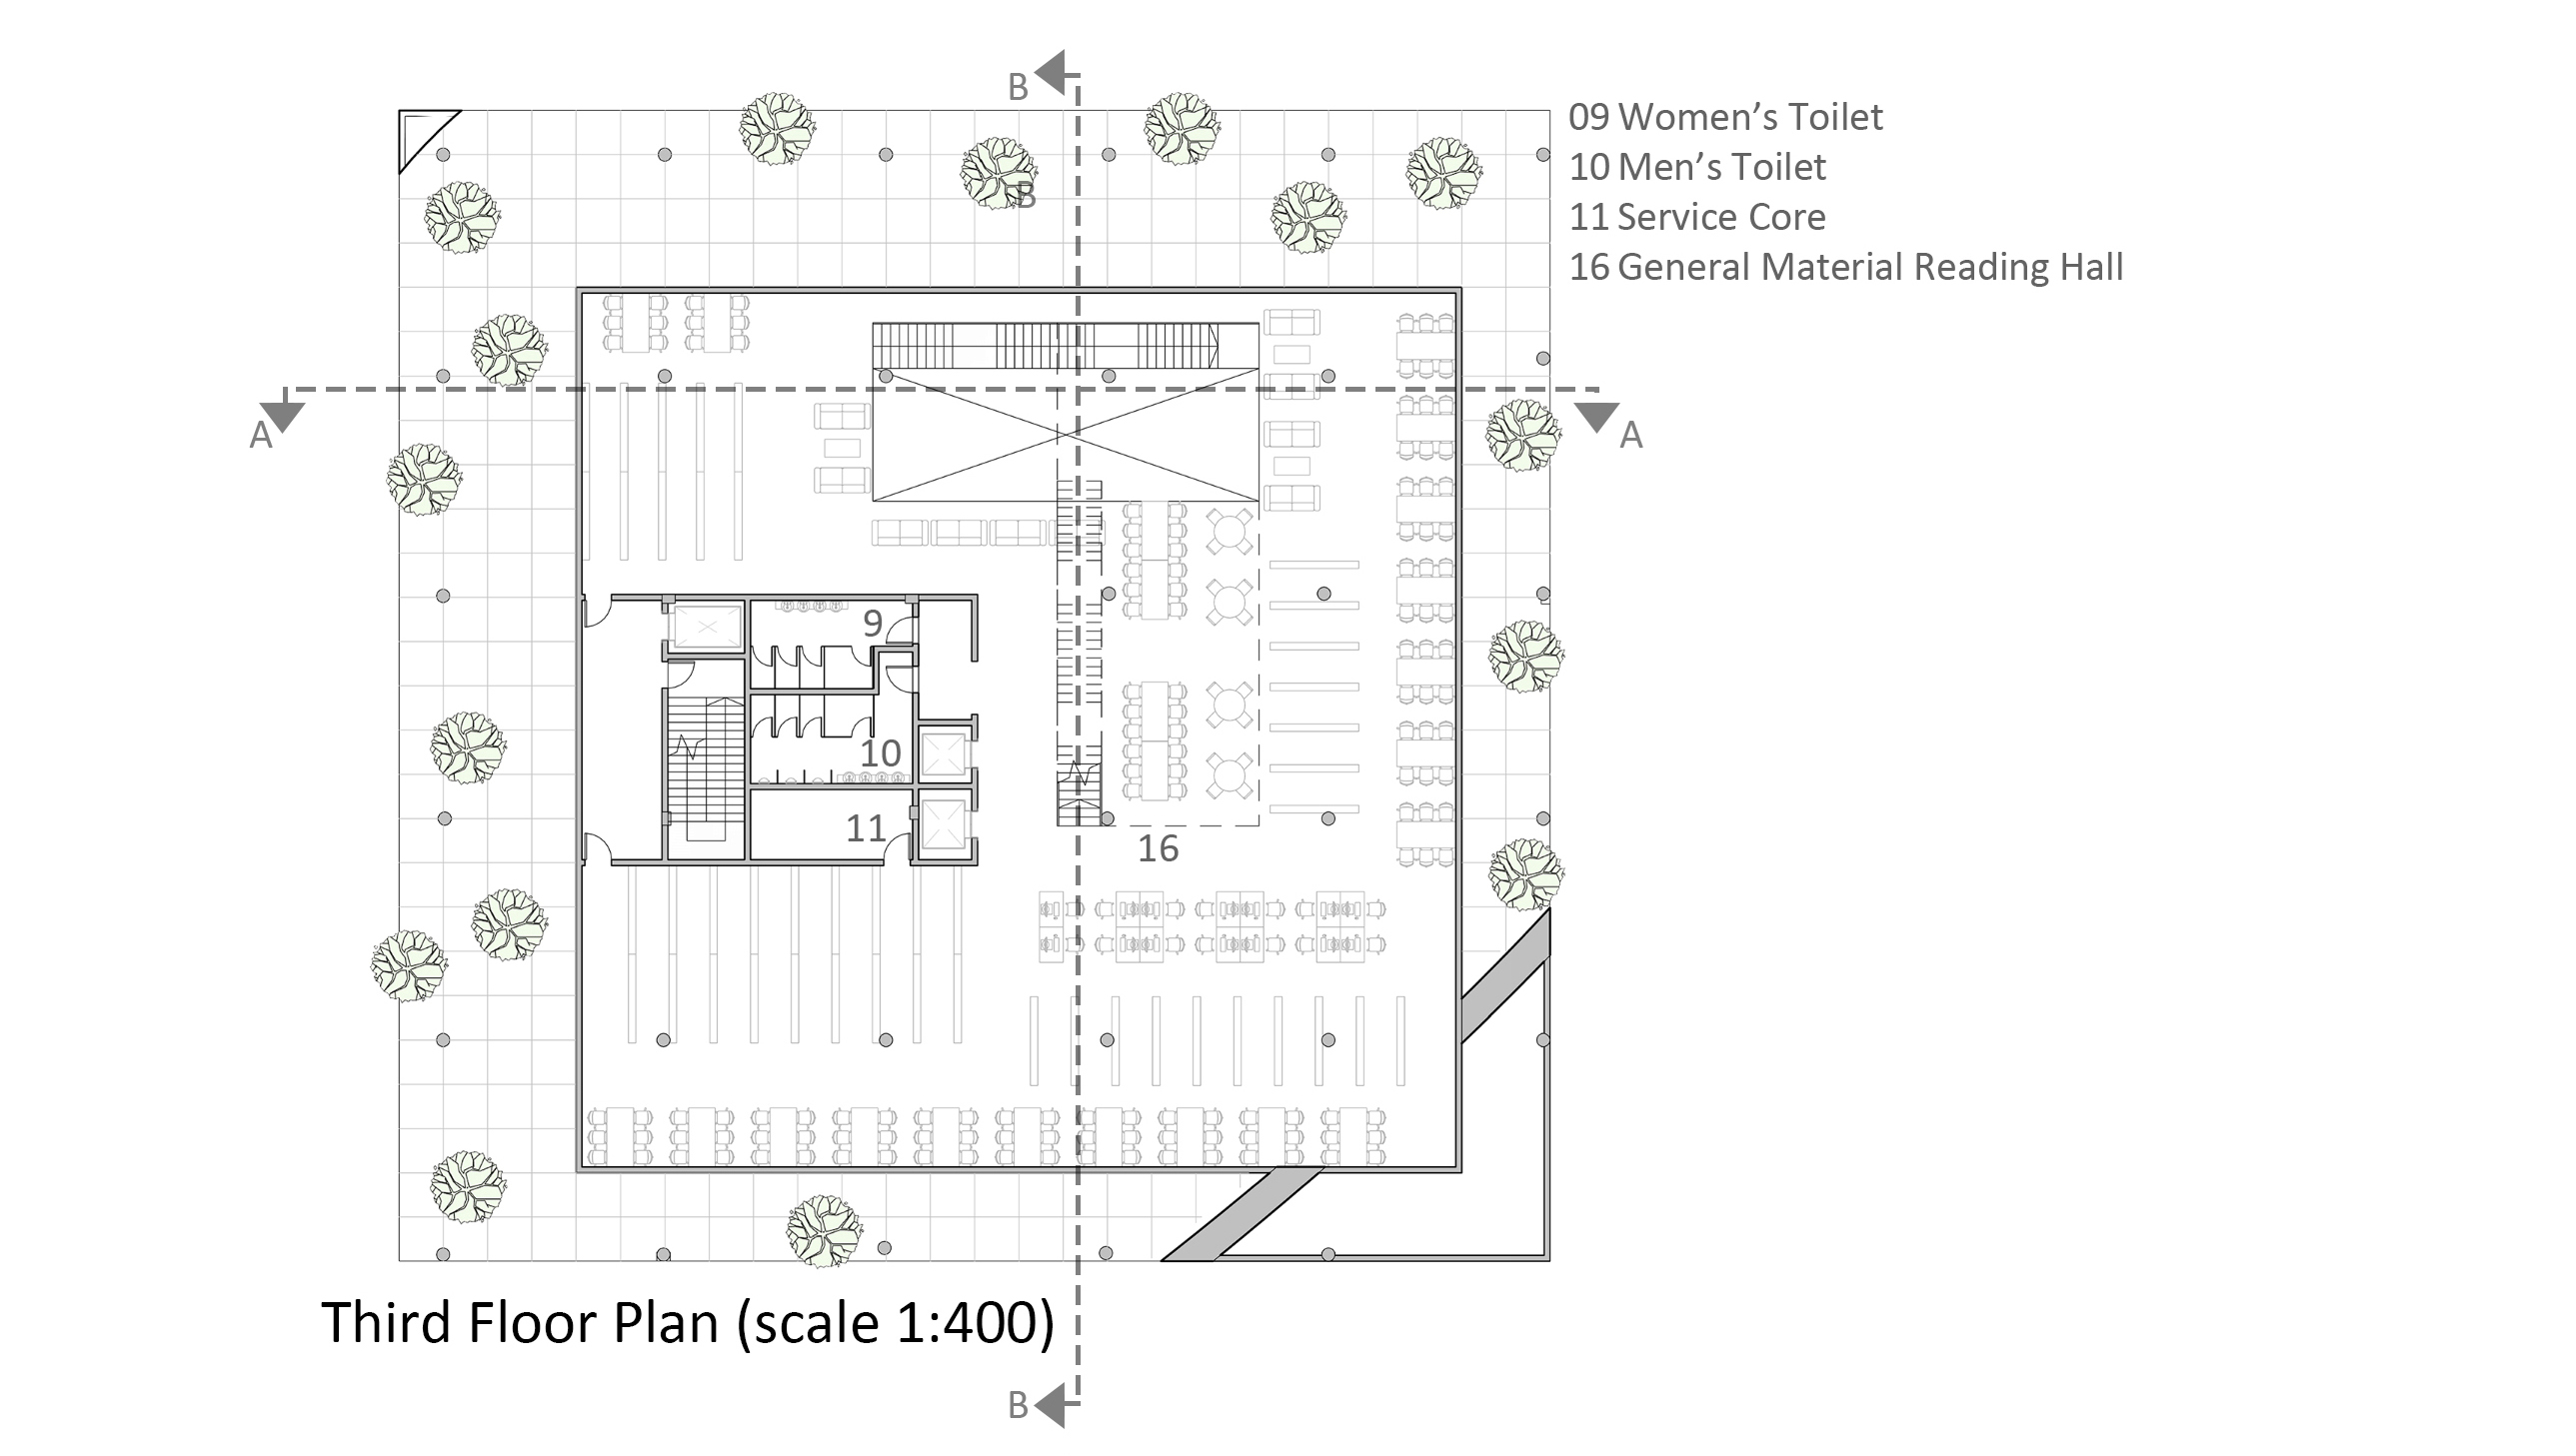 B
09 Women's Toilet
10 Men's Toilet
B
11 Service Core
16 General Material Reading Hall
A
A
9
10
11
16
Third Floor Plan (scale 1:400)
B